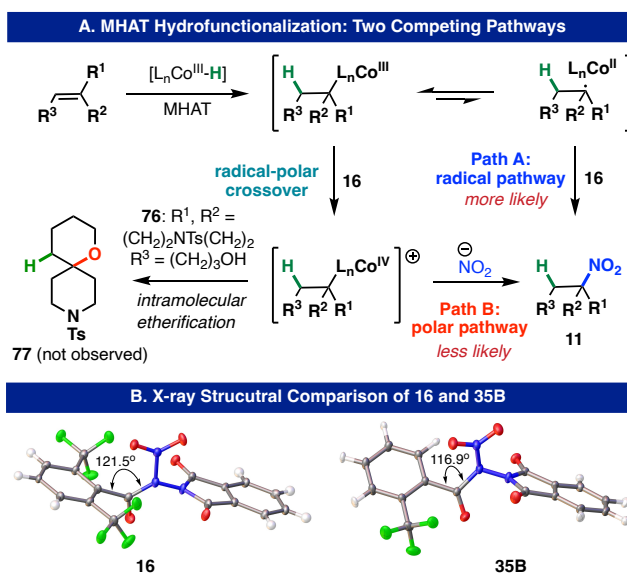 A. MHAT Hydrofunctionalization: Two Competing Pathways
R1
R3
R2
[LnCoIII-H]
MHAT
H
LnCoIII
R3
R2
R1
H
LnCoII
R3
R2
R1
radical-polar
crossover
16
Path A:
radical pathway
more likely
16
76: R1, R2 =
(CH2)2NTs(CH2)2
R3 = (CH2)3OH
intramolecular
etherification
H
O
N
Ts
77 (not observed)
H
LnCoIV
R3
R2
R1
⊕
⊖
NO2
Path B:
polar pathway
less likely
H
NO2
R3
R2
R1
11
B. X-ray Strucutral Comparison of 16 and 35B
121.5o
116.9o
16
35B